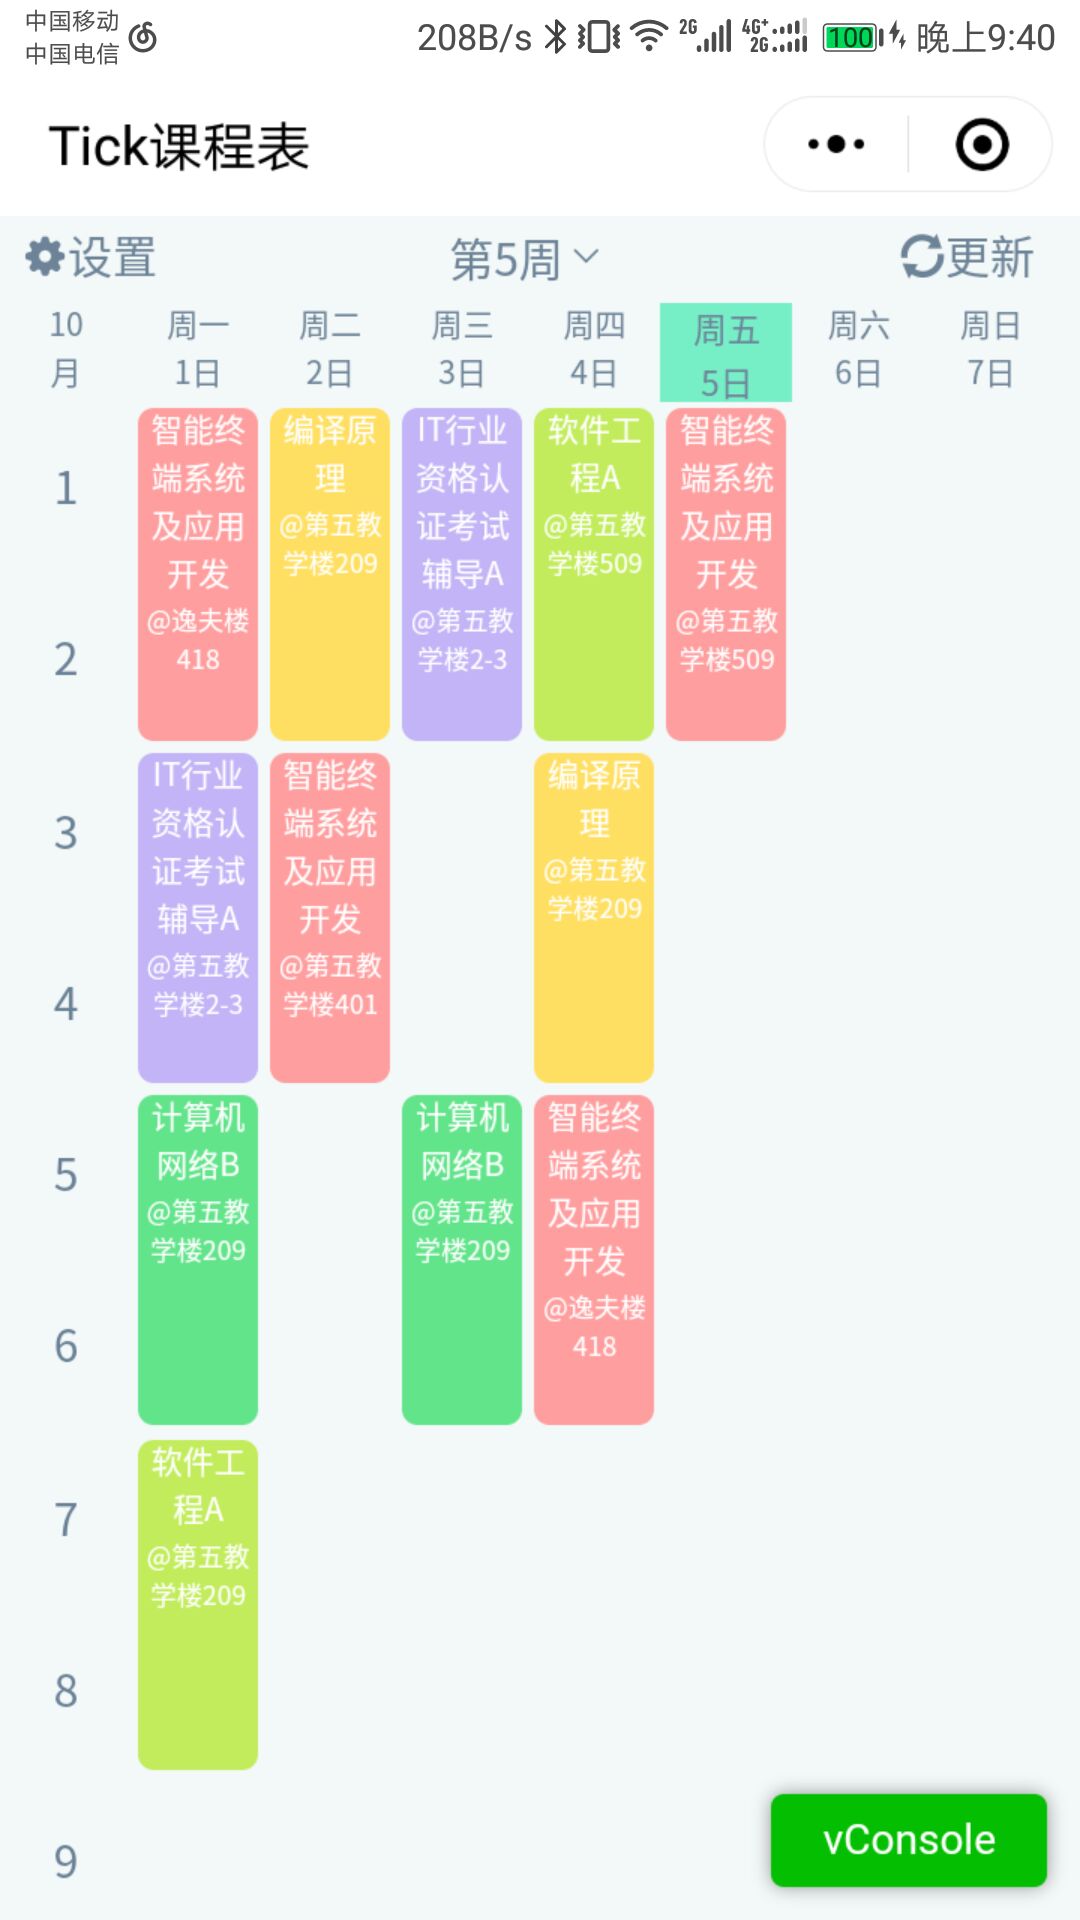 中国移动
中国电信
208B/s 2G 4G+ 2G 100 晚上9:40
Tick课程表
设置 第5周 更新
10月 周一 周二 周三 周四 周五 周六 周日
1日 2日 3日 4日 5日 6日 7日
1
2
智能终
端系统
及应用
开发
@逸夫楼
418
编译原
理
@第五教
学楼209
IT行业
资格认
证考试
辅导A
@第五教
学楼2-3
软件工
程A
@第五教
学楼509
智能终
端系统
及应用
开发
@第五教
学楼509
3
4
IT行业
资格认
证考试
辅导A
@第五教
学楼2-3
智能终
端系统
及应用
开发
@第五教
学楼401
编译原
理
@第五教
学楼209
5
6
计算机
网络B
@第五教
学楼209
计算机
网络B
@第五教
学楼209
智能终
端系统
及应用
开发
@逸夫楼
418
7
8
软件工
程A
@第五教
学楼209
9
vConsole